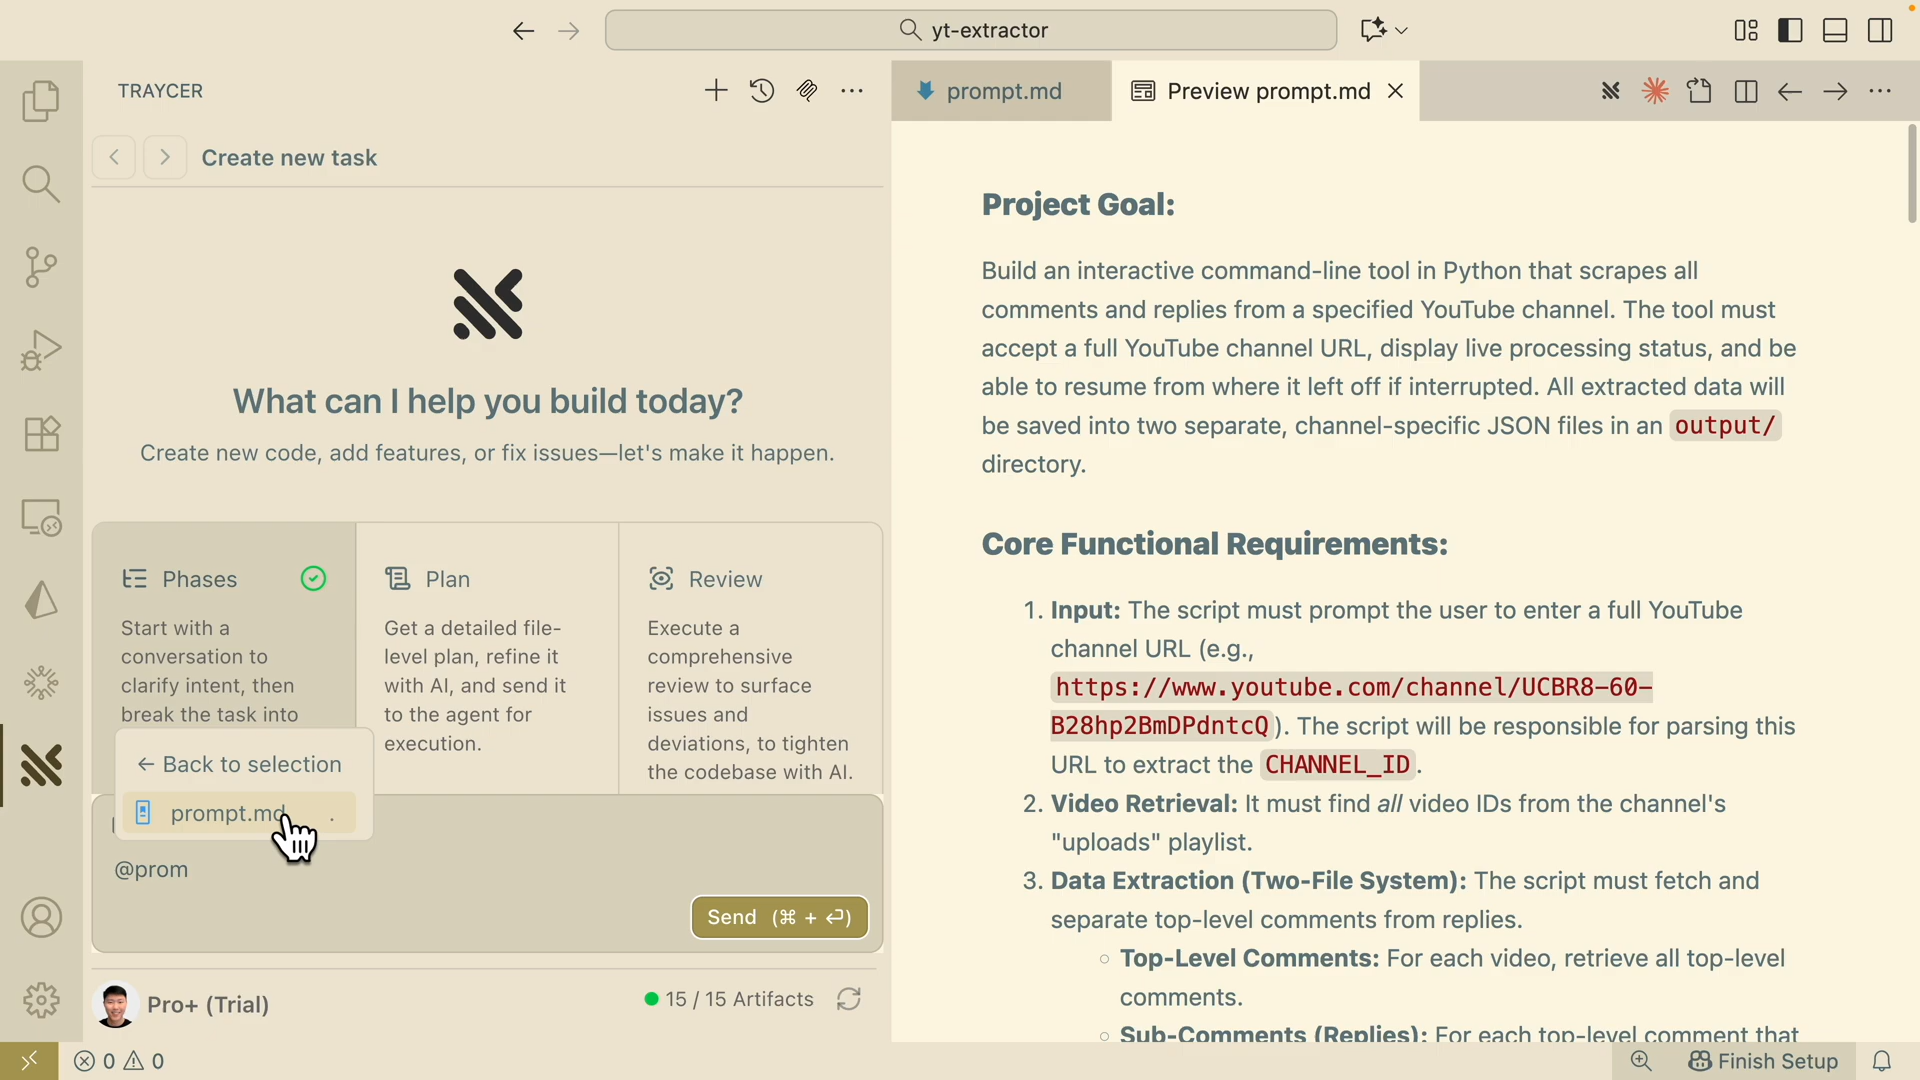 yt-extractor
TRAYCER
Create new task
What can I help you build today?
Create new code, add features, or fix issues—let's make it happen.
Phases
Start with a
conversation to
clarify intent, then
break the task into
Plan
Get a detailed file-
level plan, refine it
with AI, and send it
to the agent for
execution.
Review
Execute a
comprehensive
review to surface
issues and
deviations, to tighten
the codebase with AI.
← Back to selection
prompt.md .
@prom
Send (⌘ + ⏎)
Pro+ (Trial)
15 / 15 Artifacts
prompt.md
Preview prompt.md
Project Goal:
Build an interactive command-line tool in Python that scrapes all
comments and replies from a specified YouTube channel. The tool must
accept a full YouTube channel URL, display live processing status, and be
able to resume from where it left off if interrupted. All extracted data will
be saved into two separate, channel-specific JSON files in an output/
directory.
Core Functional Requirements:
1. Input: The script must prompt the user to enter a full YouTube
channel URL (e.g.,
https://www.youtube.com/channel/UCBR8-60-
B28hp2BmDPdntcQ). The script will be responsible for parsing this
URL to extract the CHANNEL_ID.
2. Video Retrieval: It must find all video IDs from the channel's
"uploads" playlist.
3. Data Extraction (Two-File System): The script must fetch and
separate top-level comments from replies.
○ Top-Level Comments: For each video, retrieve all top-level
comments.
○ Sub-Comments (Replies): For each top-level comment that
0 0
Finish Setup